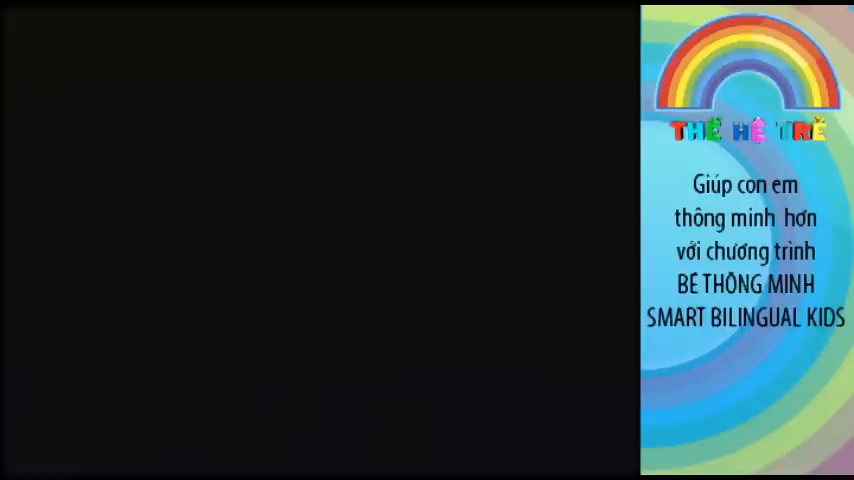 THẾ HỆ TRẺ
Giúp con em
thông minh hơn
với chương trình
BÉ THÔNG MINH
SMART BILINGUAL KIDS